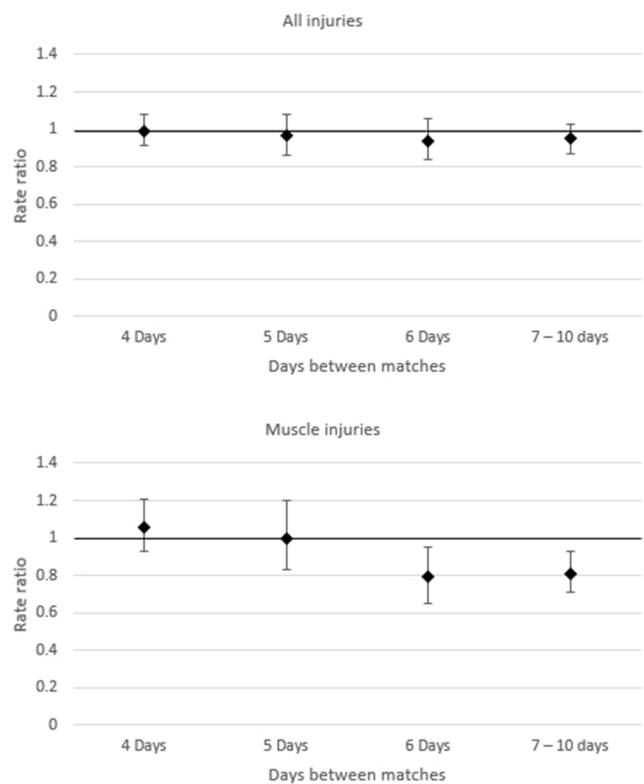 All injuries
1.4
1.2
1
0.8
0.6
0.4
0.2
0
Rate ratio
4 Days 5 Days 6 Days 7 – 10 days
Days between matches
Muscle injuries
1.4
1.2
1
0.8
0.6
0.4
0.2
0
Rate ratio
4 Days 5 Days 6 Days 7 – 10 days
Days between matches